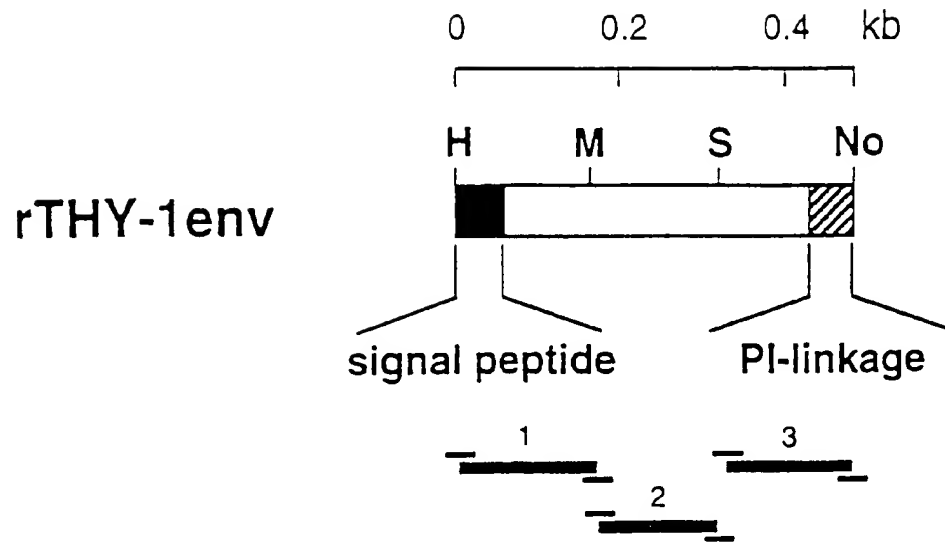 0 0.2 0.4 kb
H M S No
rTHY-1env
signal peptide PI-linkage
1 3
2